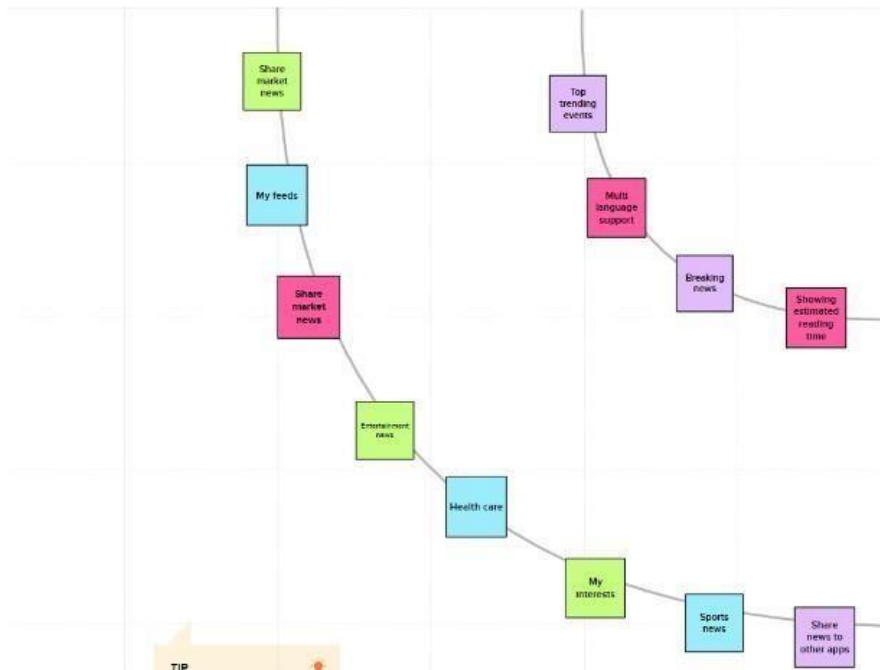 Share
market
news
Top
trending
events
My feeds
Multi
language
support
Breaking
news
Share
market
news
Showing
estimated
reading
time
Entertainment
news
Health care
My
interests
Sports
news
Share
news to
other apps
TIP